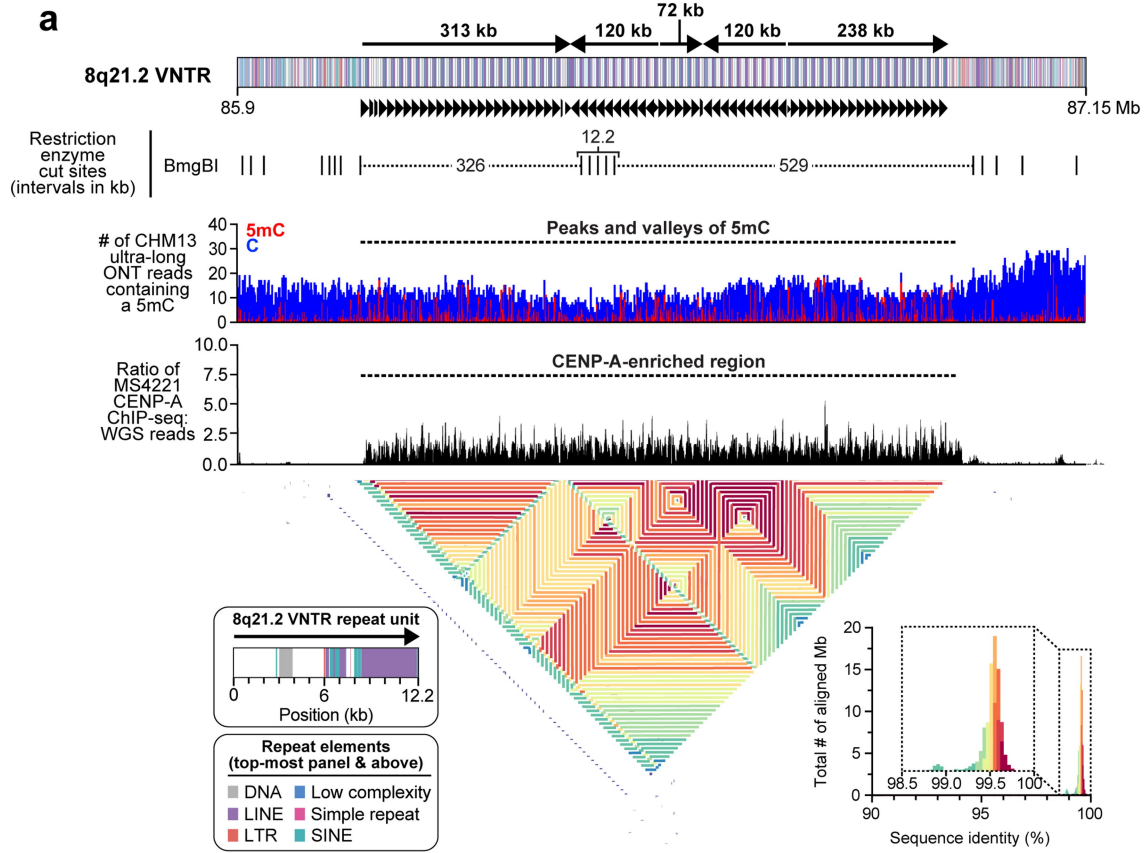 a
72 kb
313 kb
120 kb
120 kb
238 kb
8q21.2 VNTR
85.9
87.15 Mb
Restriction
enzyme
cut sites
(intervals in kb)
BmgBI
326
12.2
529
# of CHM13
ultra-long
ONT reads
containing
a 5mC
40
30
20
10
0
5mC
C
Peaks and valleys of 5mC
Ratio of
MS4221
CENP-A
ChIP-seq:
WGS reads
10.0
7.5
5.0
2.5
0.0
CENP-A-enriched region
8q21.2 VNTR repeat unit
0
6
12.2
Position (kb)
Repeat elements
(top-most panel & above)
DNA
Low complexity
LINE
Simple repeat
LTR
SINE
Total # of aligned Mb
20
15
10
5
0
98.5
99.0
99.5
100
90
95
100
Sequence identity (%)